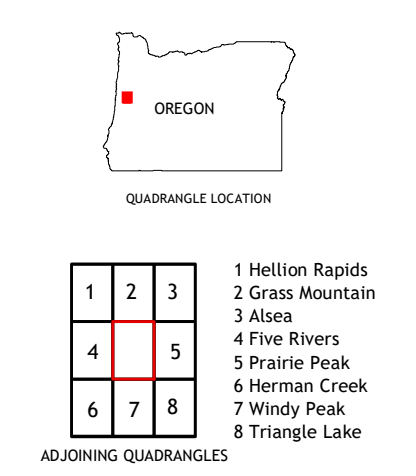 OREGON
QUADRANGLE LOCATION
1 2 3
4 5
6 7 8
1 Hellion Rapids
2 Grass Mountain
3 Alsea
4 Five Rivers
5 Prairie Peak
6 Herman Creek
7 Windy Peak
8 Triangle Lake
ADJOINING QUADRANGLES